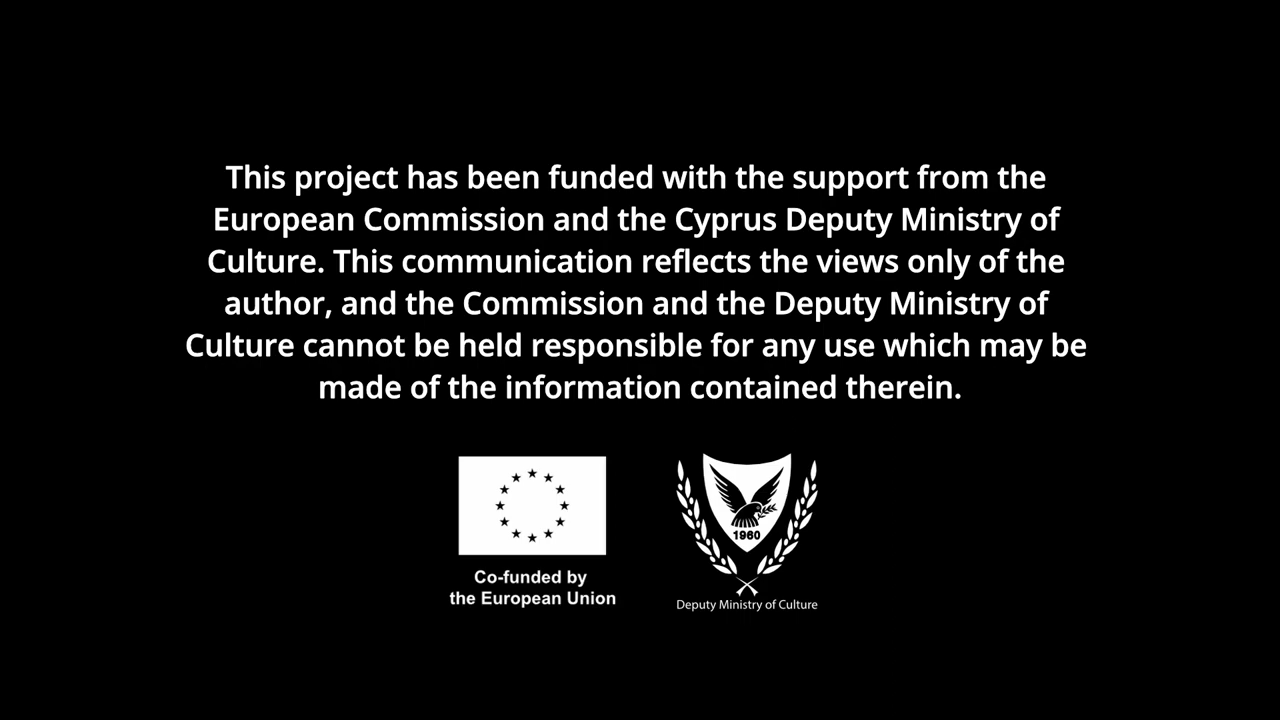 This project has been funded with the support from the
European Commission and the Cyprus Deputy Ministry of
Culture. This communication reflects the views only of the
author, and the Commission and the Deputy Ministry of
Culture cannot be held responsible for any use which may be
made of the information contained therein.
1960
Co-funded by
the European Union
Deputy Ministry of Culture